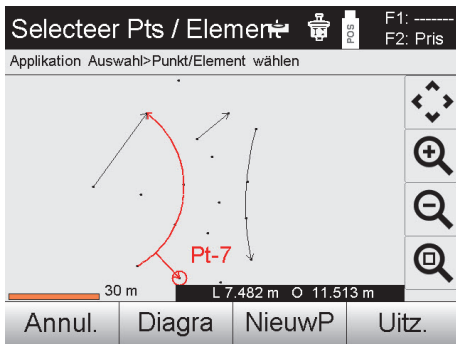 Selecteer Pts / Elemen
POS
F1: -------
F2: Pris
Applikation Auswahl>Punkt/Element wählen
Pt-7
30 m
L 7.482 m O 11.513 m
Annul.
Diagra
NieuwP
Uitz.